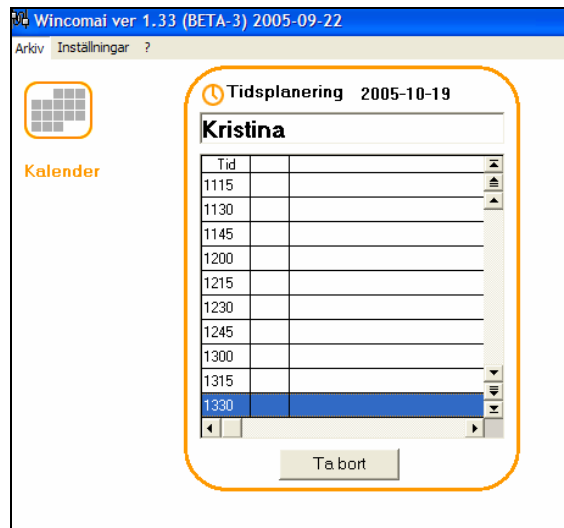 Wincomai ver 1.33 (BETA-3) 2005-09-22
Arkiv Inställningar ?
Tidsplanering 2005-10-19
Kristina
Kalender
Tid
1115
1130
1145
1200
1215
1230
1245
1300
1315
1330
Ta bort